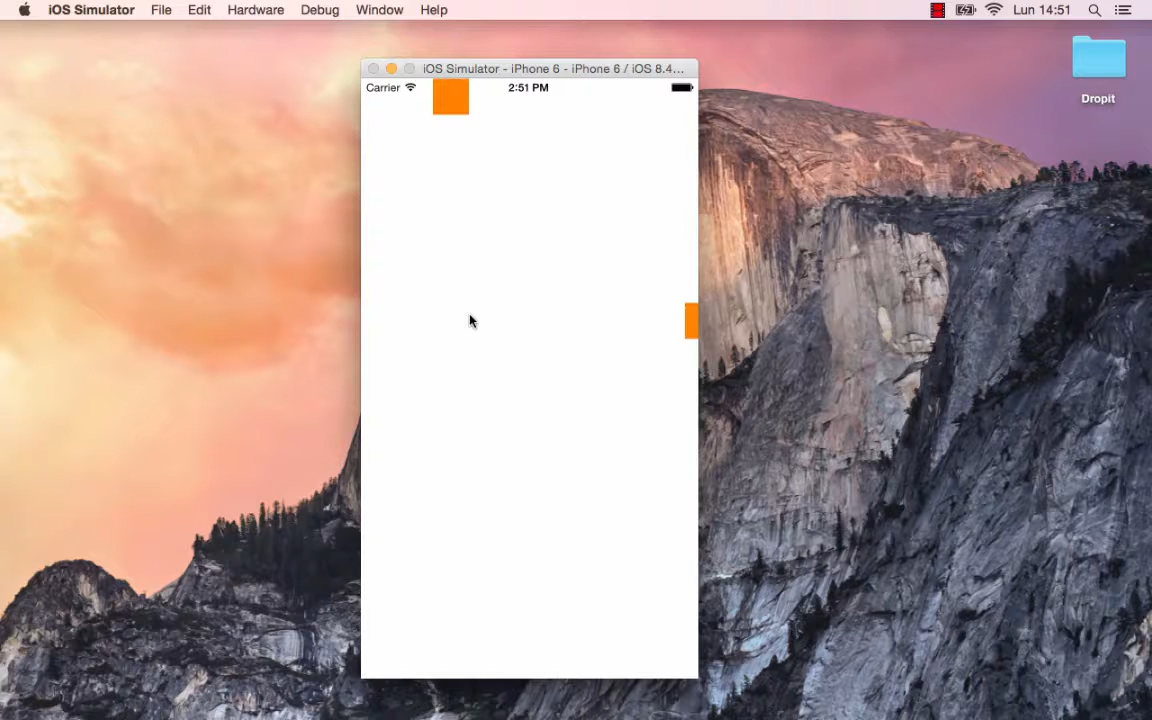 iOS Simulator File Edit Hardware Debug Window Help Lun 14:51
iOS Simulator - iPhone 6 - iPhone 6 / iOS 8.4...
Carrier 2:51 PM
Dropit